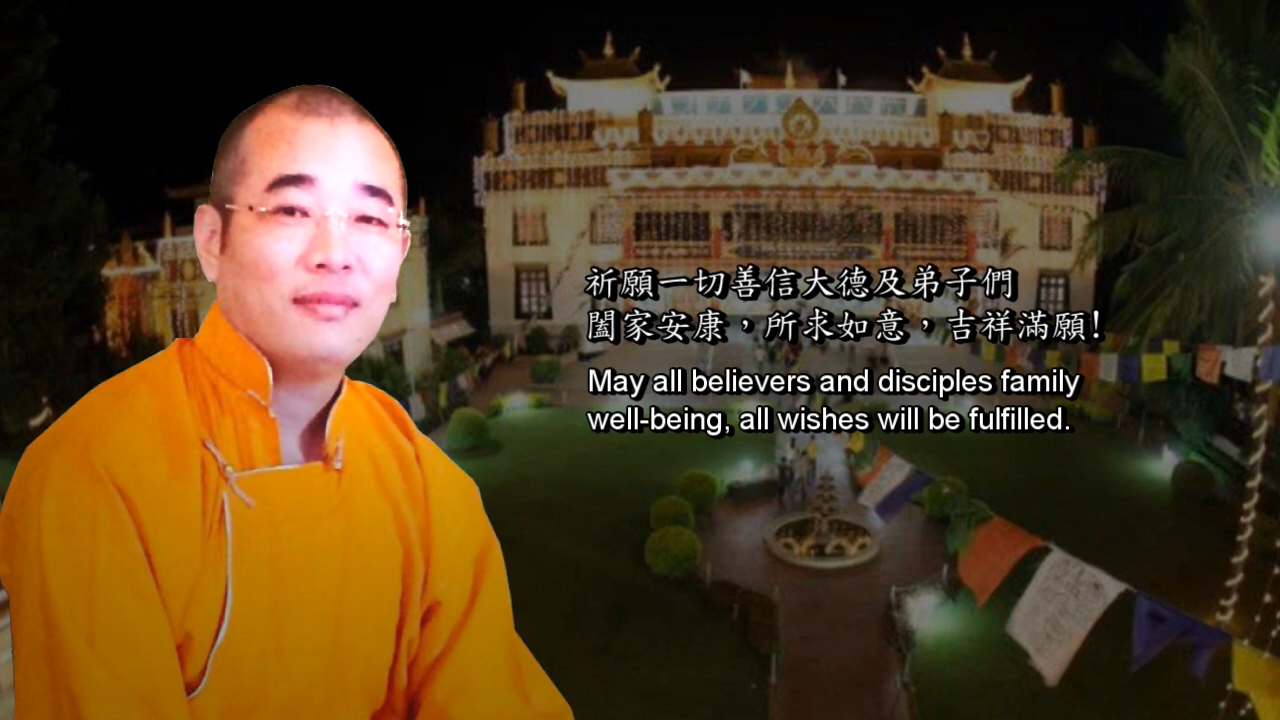 祈願一切善信大德及弟子們
闔家安康，所求如意，吉祥滿願!
May all believers and disciples family
well-being, all wishes will be fulfilled.